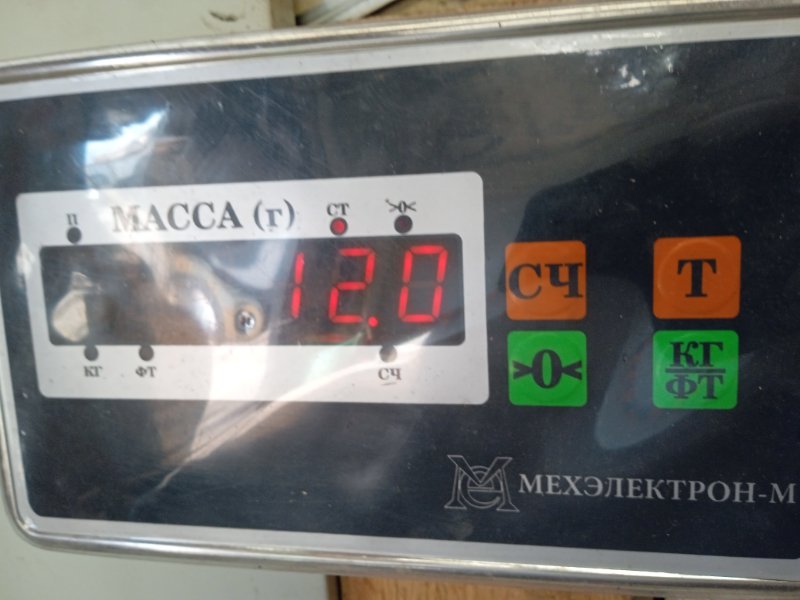 П МАССА (г) СТ >0<
12.0
КГ ФТ СЧ
СЧ Т
>0< КГ/ФТ
МЕХЭЛЕКТРОН-М